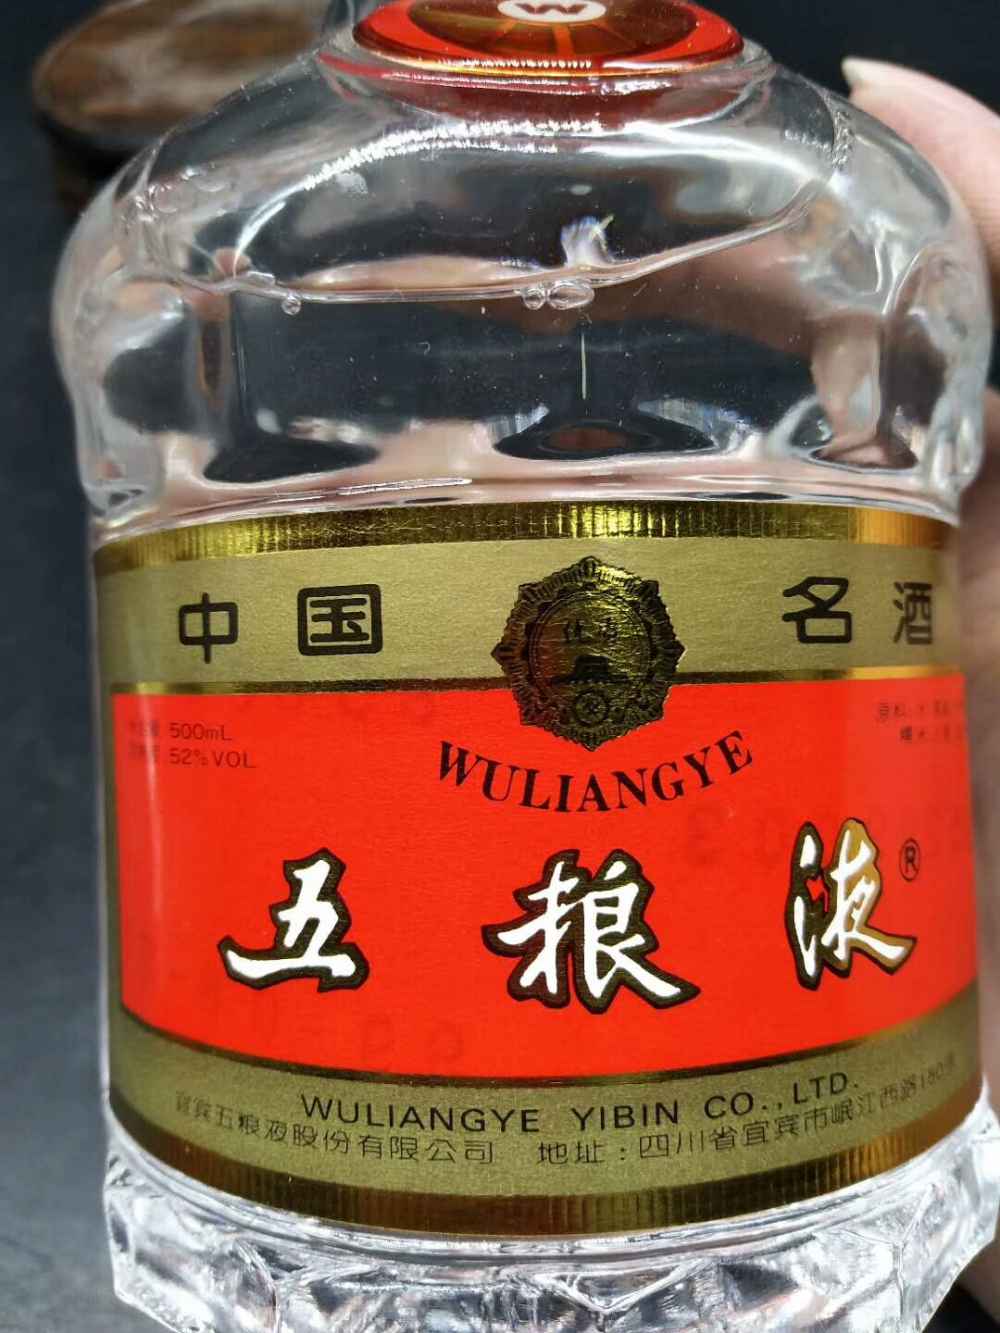 W
中国 名酒
500mL
52%VOL
WULIANGYE
五粮液®
WULIANGYE YIBIN CO., LTD.
宜宾五粮液股份有限公司 地址：四川省宜宾市岷江西路150号